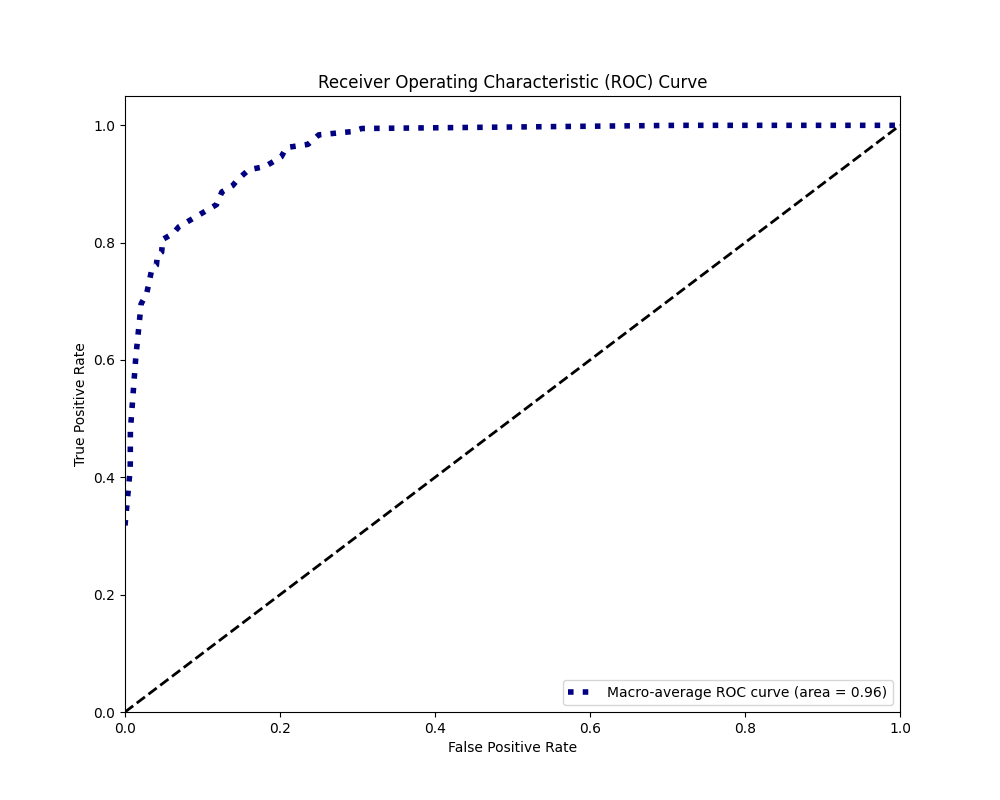 Receiver Operating Characteristic (ROC) Curve
1.0
0.8
0.6
0.4
0.2
0.0
True Positive Rate
Macro-average ROC curve (area = 0.96)
0.0 0.2 0.4 0.6 0.8 1.0
False Positive Rate